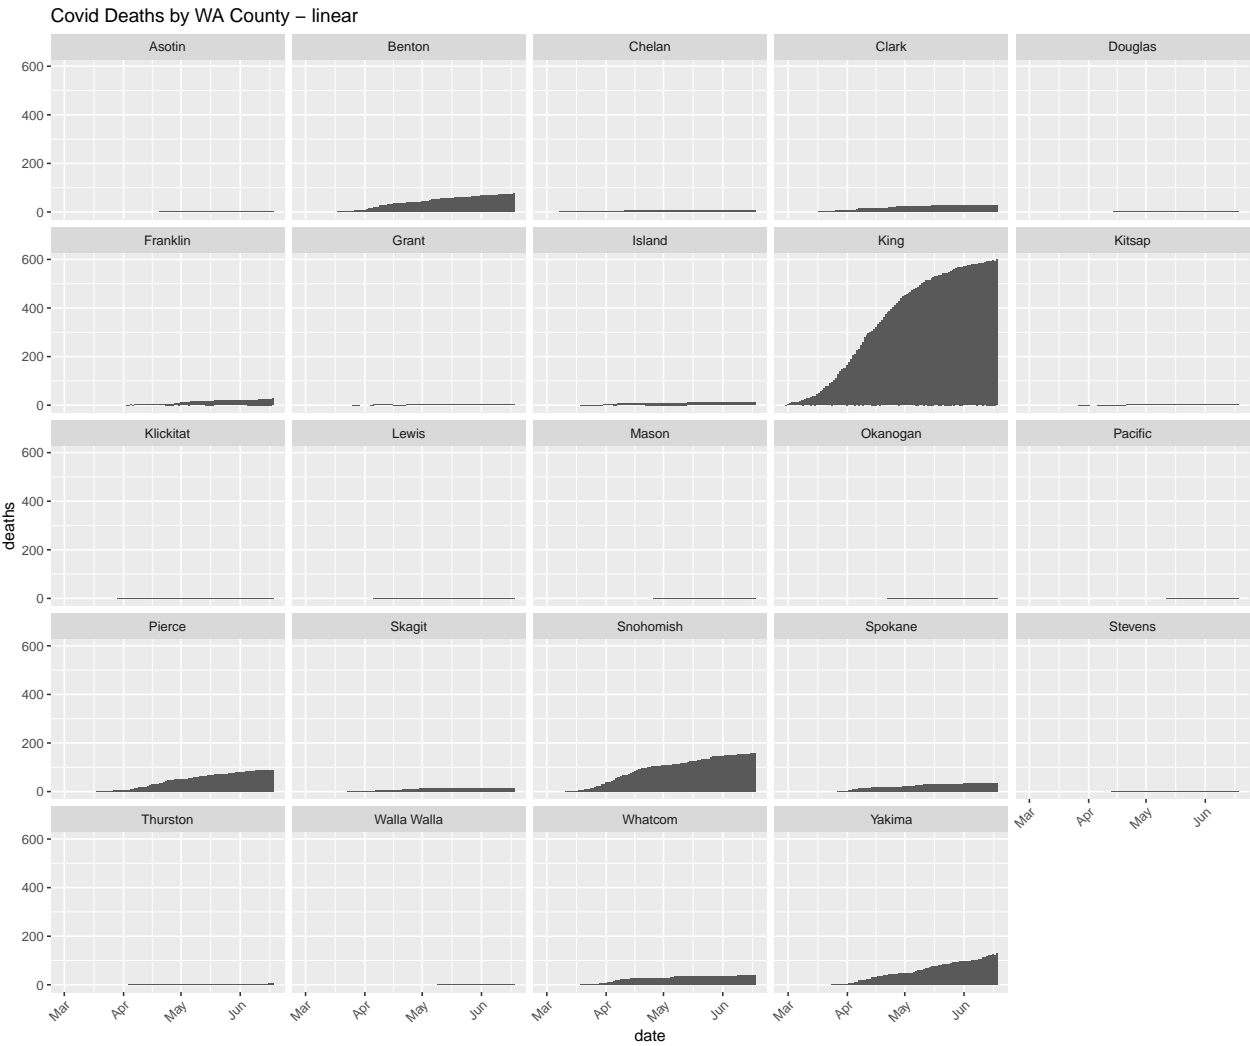 Covid Deaths by WA County – linear
Asotin Benton Chelan Clark Douglas
600
400
200
0
Franklin Grant Island King Kitsap
600
400
200
0
Klickitat Lewis Mason Okanogan Pacific
600
400
200
0
deaths
Pierce Skagit Snohomish Spokane Stevens
600
400
200
0
Mar Apr May Jun
Thurston Walla Walla Whatcom Yakima
600
400
200
0
Mar Apr May Jun Mar Apr May Jun Mar Apr May Jun Mar Apr May Jun
date